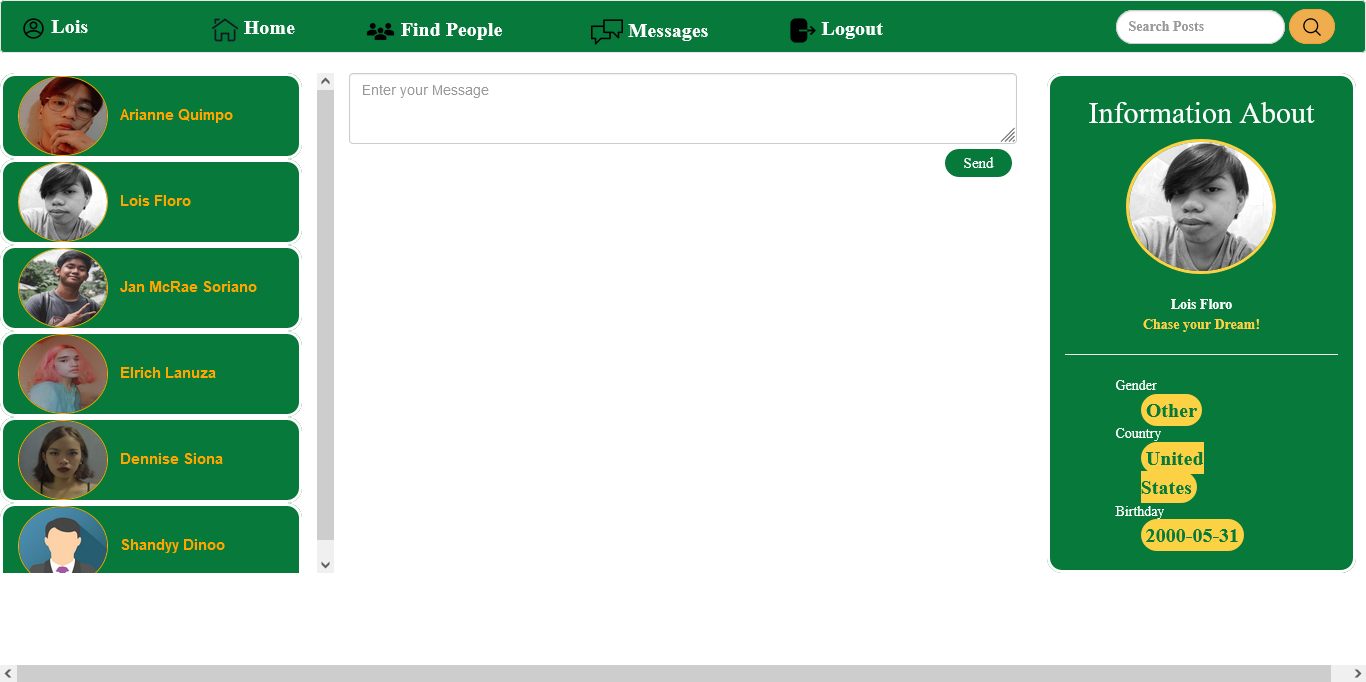 Lois
Home
Find People
Messages
Logout
Search Posts
Arianne Quimpo
Lois Floro
Jan McRae Soriano
Elrich Lanuza
Dennise Siona
Shandyy Dinoo
Enter your Message
Send
Information About
Lois Floro
Chase your Dream!
Gender
Other
Country
United
States
Birthday
2000-05-31